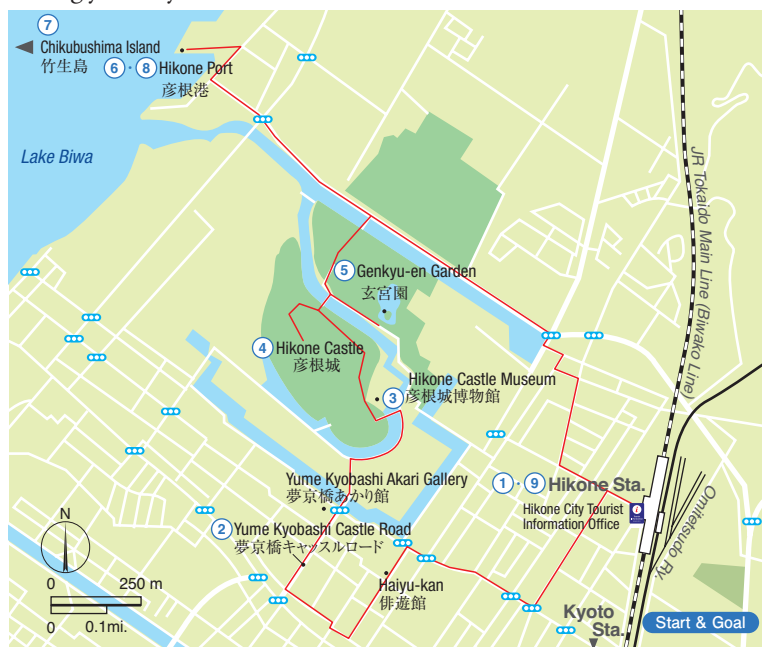 7
Chikubushima Island
竹生島
6 · 8 Hikone Port
彦根港
Lake Biwa
JR Tokaido Main Line (Biwako Line)
5 Genkyu-en Garden
玄宮園
4 Hikone Castle
彦根城
Hikone Castle Museum
3 彦根城博物館
1 · 9 Hikone Sta.
Hikone City Tourist
Information Office
i
Ohmitetsudo Ry.
Yume Kyobashi Akari Gallery
夢京橋あかり館
2 Yume Kyobashi Castle Road
夢京橋キャッスルロード
Haiyu-kan
俳遊館
N
0 250 m
0 0.1mi.
Kyoto
Sta.
Start & Goal